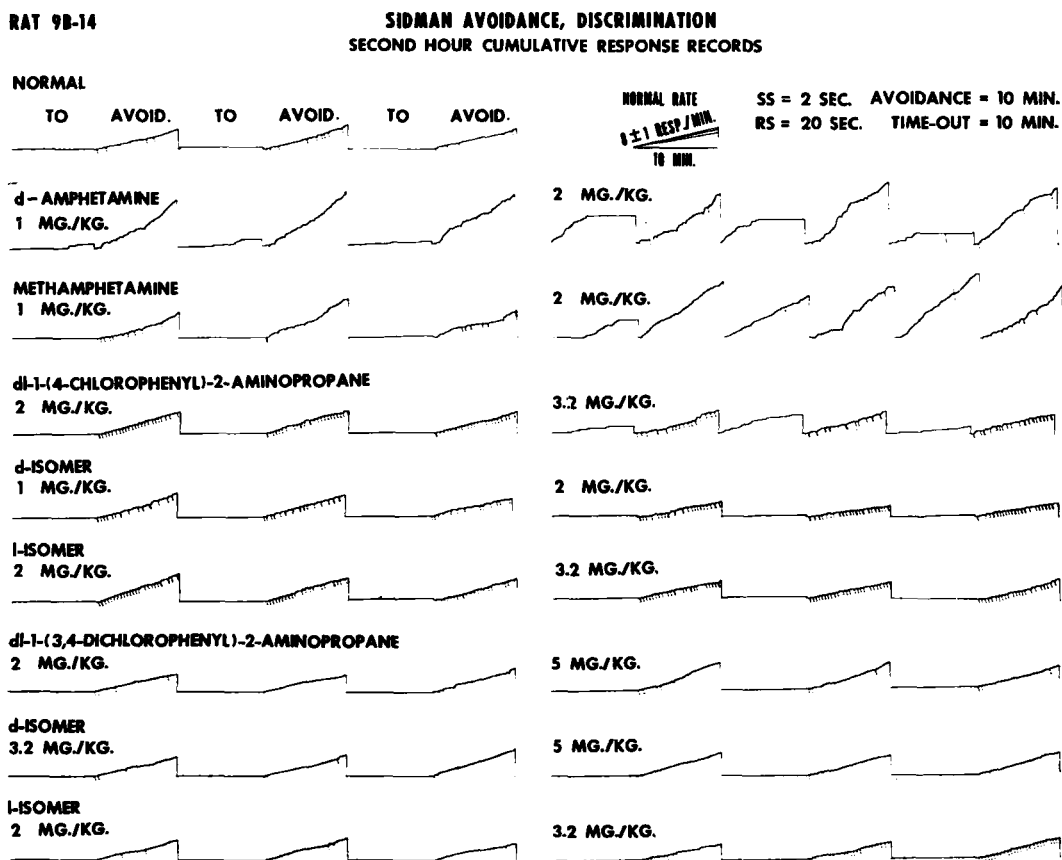 RAT 9B-14
SIDMAN AVOIDANCE, DISCRIMINATION
SECOND HOUR CUMULATIVE RESPONSE RECORDS
NORMAL
TO AVOID. TO AVOID. TO AVOID.
NORMAL RATE
8 ± 1 RESP./MIN.
10 MIN.
SS = 2 SEC. AVOIDANCE = 10 MIN.
RS = 20 SEC. TIME-OUT = 10 MIN.
d-AMPHETAMINE
1 MG./KG.
2 MG./KG.
METHAMPHETAMINE
1 MG./KG.
2 MG./KG.
dl-1-(4-CHLOROPHENYL)-2-AMINOPROPANE
2 MG./KG.
3.2 MG./KG.
d-ISOMER
1 MG./KG.
2 MG./KG.
l-ISOMER
2 MG./KG.
3.2 MG./KG.
dl-1-(3,4-DICHLOROPHENYL)-2-AMINOPROPANE
2 MG./KG.
5 MG./KG.
d-ISOMER
3.2 MG./KG.
5 MG./KG.
l-ISOMER
2 MG./KG.
3.2 MG./KG.